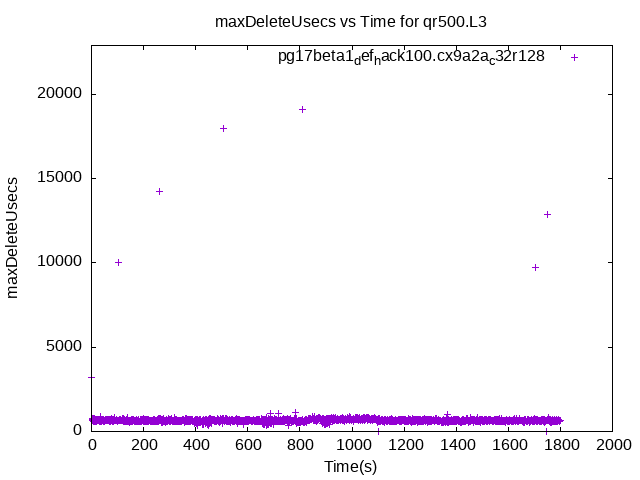 maxDeleteUsecs vs Time for qr500.L3
pg17beta1def_hack100.cx9a2a_c32r128
20000
15000
10000
5000
0
maxDeleteUsecs
0 200 400 600 800 1000 1200 1400 1600 1800 2000
Time(s)